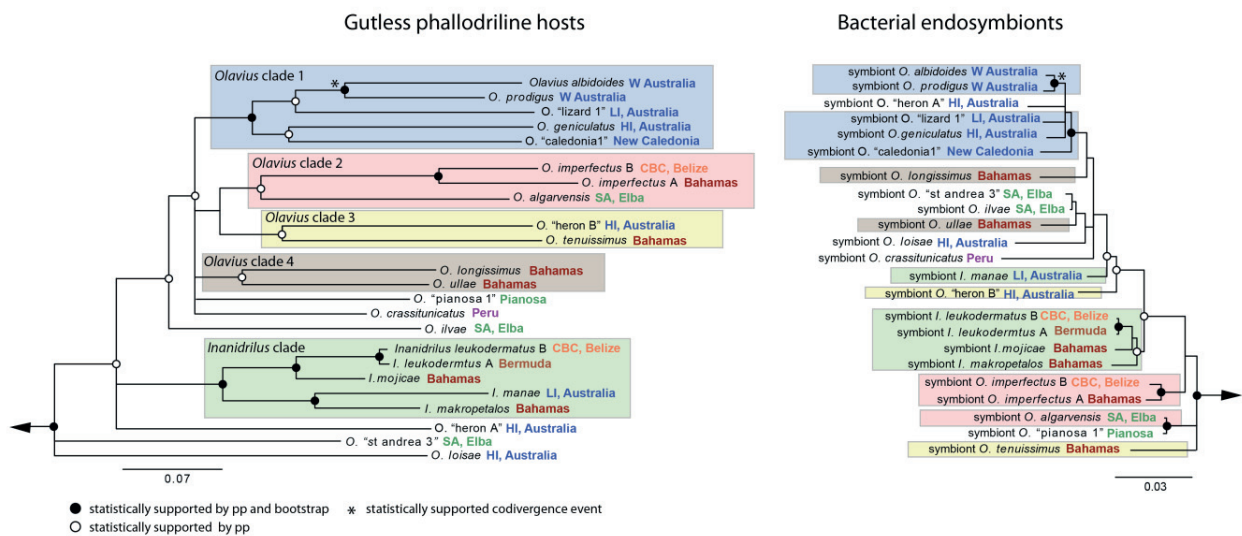 Gutless phallodriline hosts
Olavius clade 1
*
Olavius albidoides W Australia
O. prodigus W Australia
O. "lizard 1" LI, Australia
O. geniculatus HI, Australia
O. "caledonia1" New Caledonia
Olavius clade 2
O. imperfectus B CBC, Belize
O. imperfectus A Bahamas
O. algarvensis SA, Elba
Olavius clade 3
O. "heron B" HI, Australia
O. tenuissimus Bahamas
Olavius clade 4
O. longissimus Bahamas
O. ullae Bahamas
O. "pianosa 1" Pianosa
O. crassitunicatus Peru
O. ilvae SA, Elba
Inanidrilus clade
Inanidrilus leukodermatus B CBC, Belize
I. leukodermtus A Bermuda
I.mojicae Bahamas
I. manae LI, Australia
I. makropetalos Bahamas
O. "heron A" HI, Australia
O. "st andrea 3" SA, Elba
O. loisae HI, Australia
0.07
Bacterial endosymbionts
symbiont O. albidoides W Australia
*
symbiont O. prodigus W Australia
symbiont O. "heron A" HI, Australia
symbiont O. "lizard 1" LI, Australia
symbiont O.geniculatus HI, Australia
symbiont O. "caledonia1" New Caledonia
symbiont O. longissimus Bahamas
symbiont O. "st andrea 3" SA, Elba
symbiont O. ilvae SA, Elba
symbiont O. ullae Bahamas
symbiont O. loisae HI, Australia
symbiont O. crassitunicatus Peru
symbiont I. manae LI, Australia
symbiont O. "heron B" HI, Australia
symbiont I. leukodermatus B CBC, Belize
symbiont I. leukodermtus A Bermuda
symbiont I.mojicae Bahamas
symbiont I. makropetalos Bahamas
symbiont O. imperfectus B CBC, Belize
symbiont O. imperfectus A Bahamas
symbiont O. algarvensis SA, Elba
symbiont O. "pianosa 1" Pianosa
symbiont O. tenuissimus Bahamas
0.03
statistically supported by pp and bootstrap
* statistically supported codivergence event
statistically supported by pp